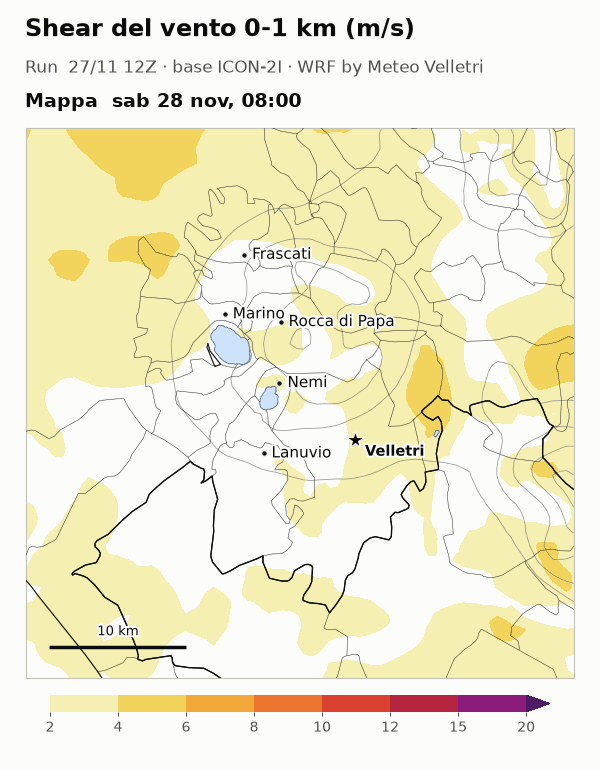 Shear del vento 0-1 km (m/s)
Run  27/11 12Z · base ICON-2I · WRF by Meteo Velletri
Mappa  sab 28 nov, 08:00
Frascati
Marino
Rocca di Papa
Nemi
Velletri
Lanuvio
10 km
2 4 6 8 10 12 15 20